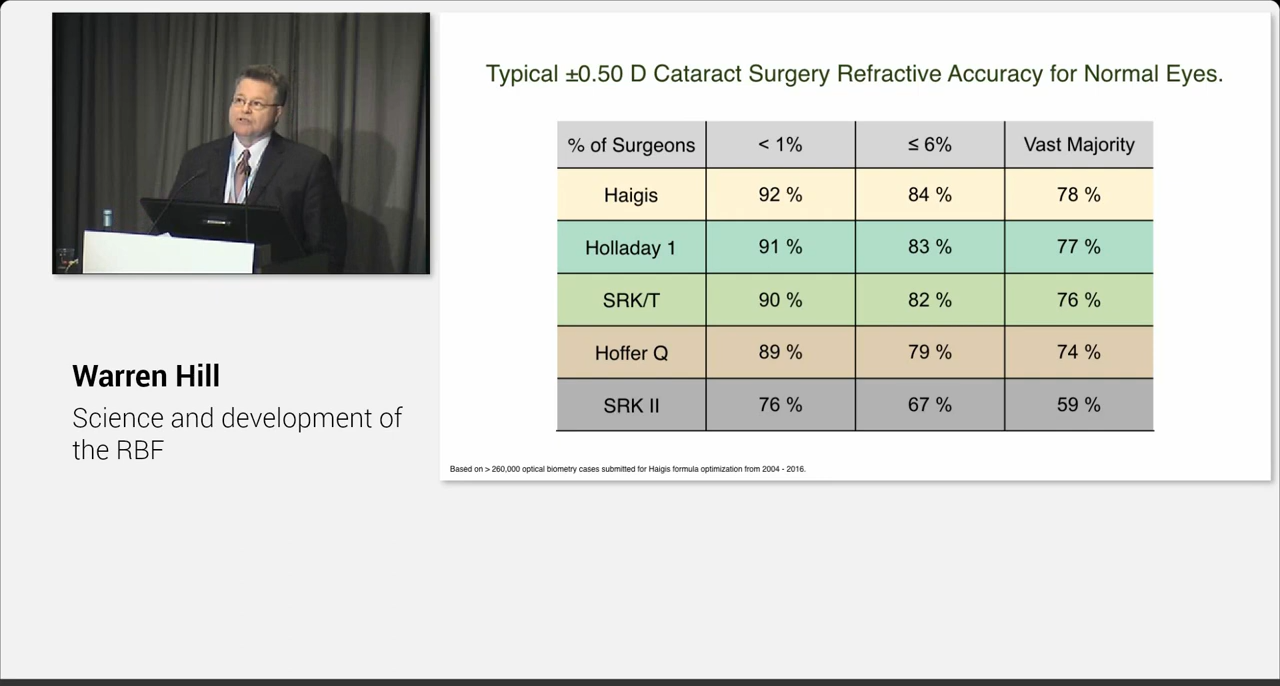 Typical ±0.50 D Cataract Surgery Refractive Accuracy for Normal Eyes.
% of Surgeons < 1% ≤ 6% Vast Majority
Haigis 92 % 84 % 78 %
Holladay 1 91 % 83 % 77 %
SRK/T 90 % 82 % 76 %
Hoffer Q 89 % 79 % 74 %
SRK II 76 % 67 % 59 %
Based on > 260,000 optical biometry cases submitted for Haigis formula optimization from 2004 - 2016.
Warren Hill
Science and development of
the RBF